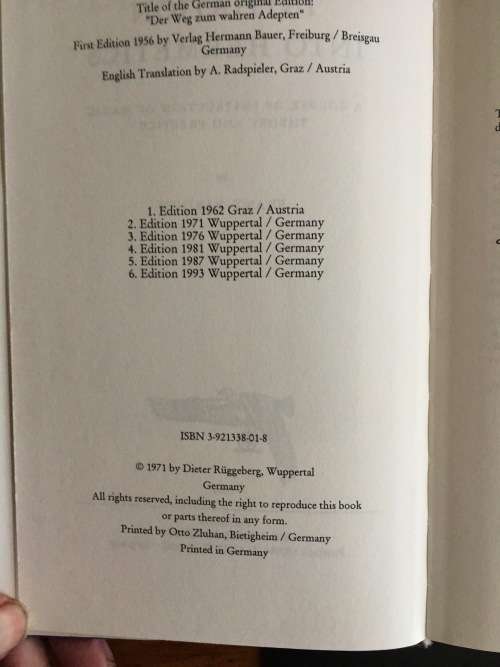 Title of the German original Edition:
"Der Weg zum wahren Adepten"
First Edition 1956 by Verlag Hermann Bauer, Freiburg / Breisgau
Germany
English Translation by A. Radspieler, Graz / Austria
1. Edition 1962 Graz / Austria
2. Edition 1971 Wuppertal / Germany
3. Edition 1976 Wuppertal / Germany
4. Edition 1981 Wuppertal / Germany
5. Edition 1987 Wuppertal / Germany
6. Edition 1993 Wuppertal / Germany
ISBN 3-921338-01-8
© 1971 by Dieter Rüggeberg, Wuppertal
Germany
All rights reserved, including the right to reproduce this book
or parts thereof in any form.
Printed by Otto Zluhan, Bietigheim / Germany
Printed in Germany